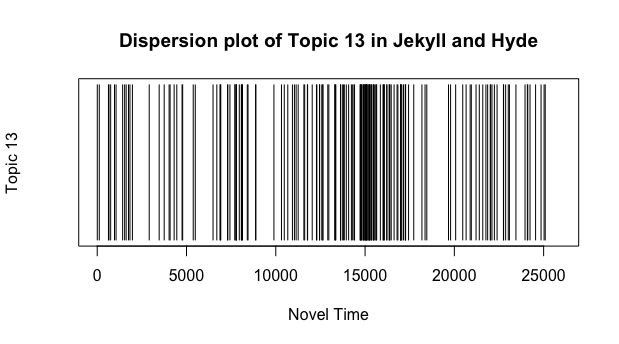 Dispersion plot of Topic 13 in Jekyll and Hyde
Topic 13
0 5000 10000 15000 20000 25000
Novel Time